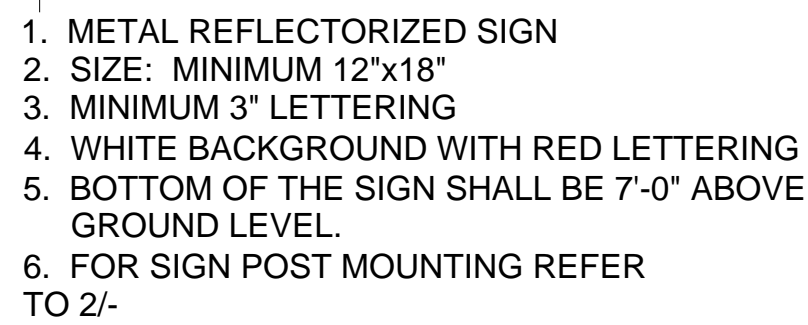 1. METAL REFLECTORIZED SIGN
2. SIZE: MINIMUM 12"x18"
3. MINIMUM 3" LETTERING
4. WHITE BACKGROUND WITH RED LETTERING
5. BOTTOM OF THE SIGN SHALL BE 7'-0" ABOVE
GROUND LEVEL.
6. FOR SIGN POST MOUNTING REFER
TO 2/-